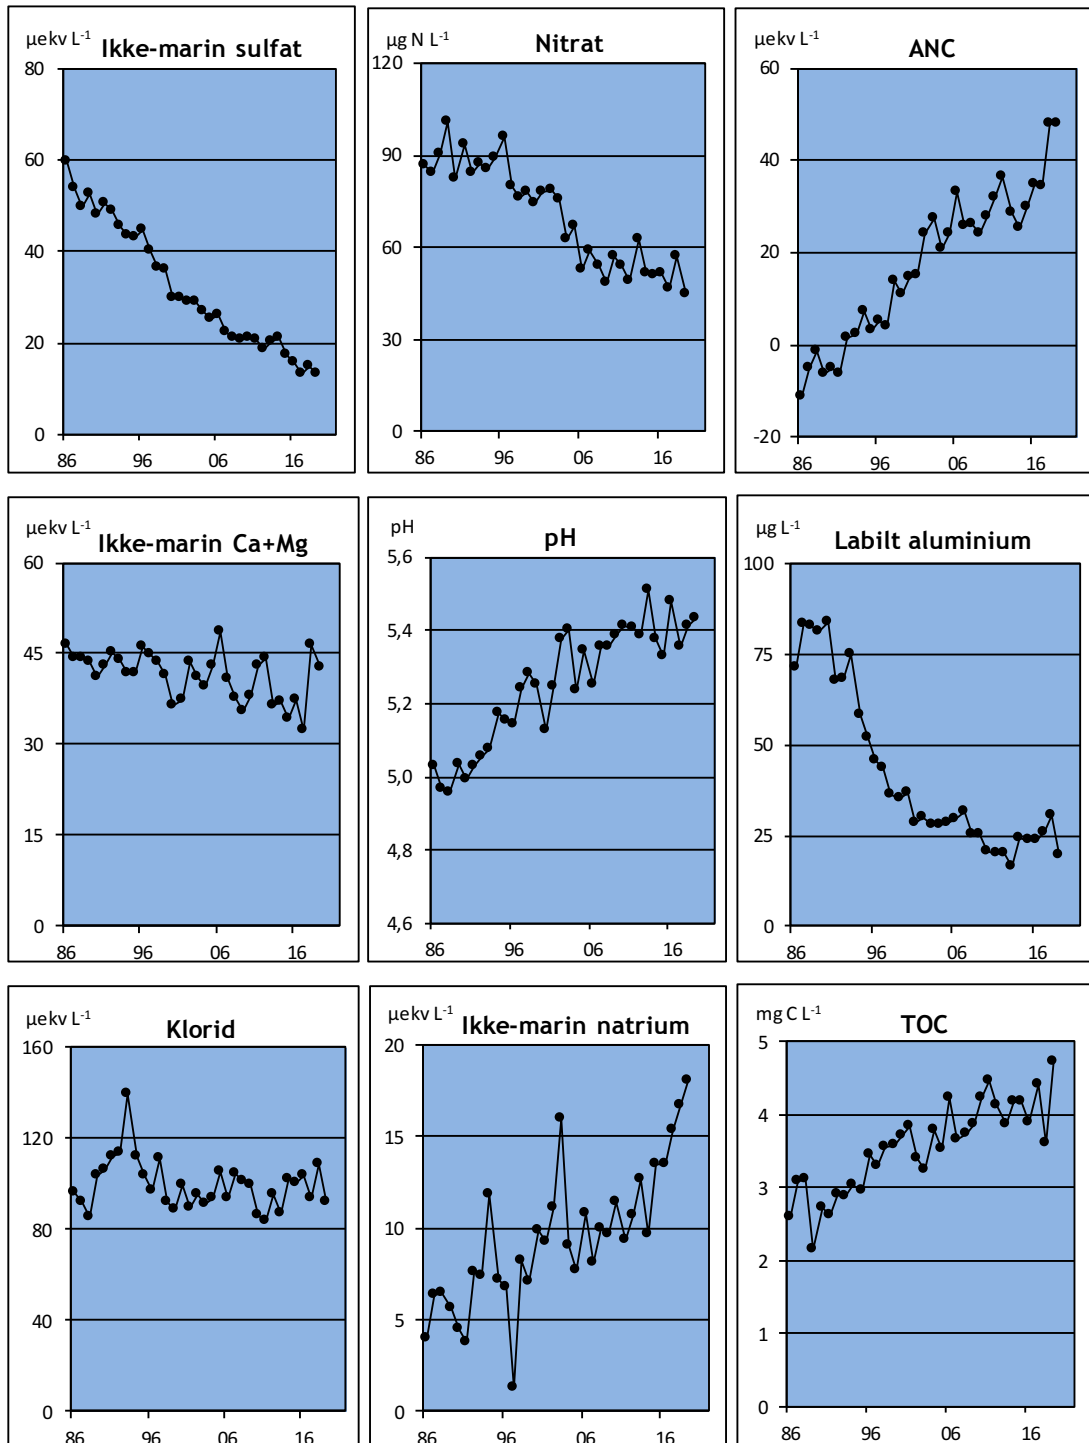 µekv L-1
Ikke-marin sulfat
80
60
40
20
0
86 96 06 16
µg N L-1
Nitrat
120
90
60
30
0
86 96 06 16
µekv L-1
ANC
60
40
20
0
-20
86 96 06 16
µekv L-1
Ikke-marin Ca+Mg
60
45
30
15
0
86 96 06 16
pH
pH
5,6
5,4
5,2
5,0
4,8
4,6
86 96 06 16
µg L-1
Labilt aluminium
100
75
50
25
0
86 96 06 16
µekv L-1
Klorid
160
120
80
40
0
86 96 06 16
µekv L-1
Ikke-marin natrium
20
15
10
5
0
86 96 06 16
mg C L-1
TOC
5
4
3
2
1
0
86 96 06 16